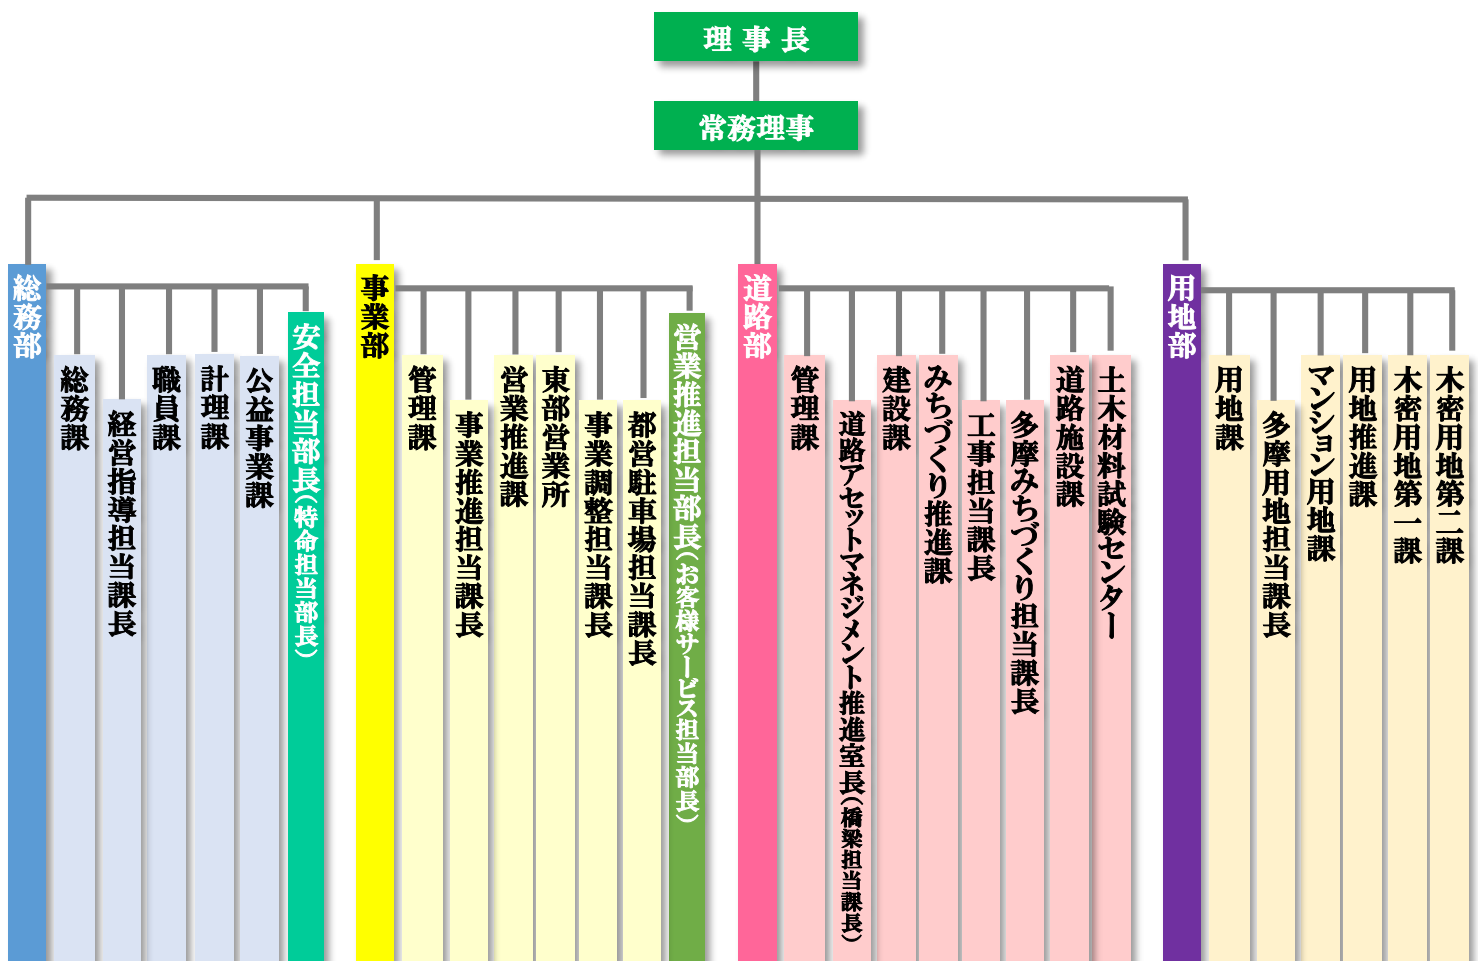 理事長
常務理事
総務部
総務課
経営指導担当課長
職員課
計理課
公益事業課
安全担当部長(特命担当部長)
事業部
管理課
事業推進担当課長
営業推進課
東部営業所
事業調整担当課長
都営駐車場担当課長
営業推進担当部長(お客様サービス担当部長)
道路部
管理課
道路アセットマネジメント推進室長(橋梁担当課長)
建設課
みちづくり推進課
工事担当課長
多摩みちづくり担当課長
道路施設課
土木材料試験センター
用地部
用地課
多摩用地担当課長
マンション用地課
用地推進課
木密用地第一課
木密用地第二課